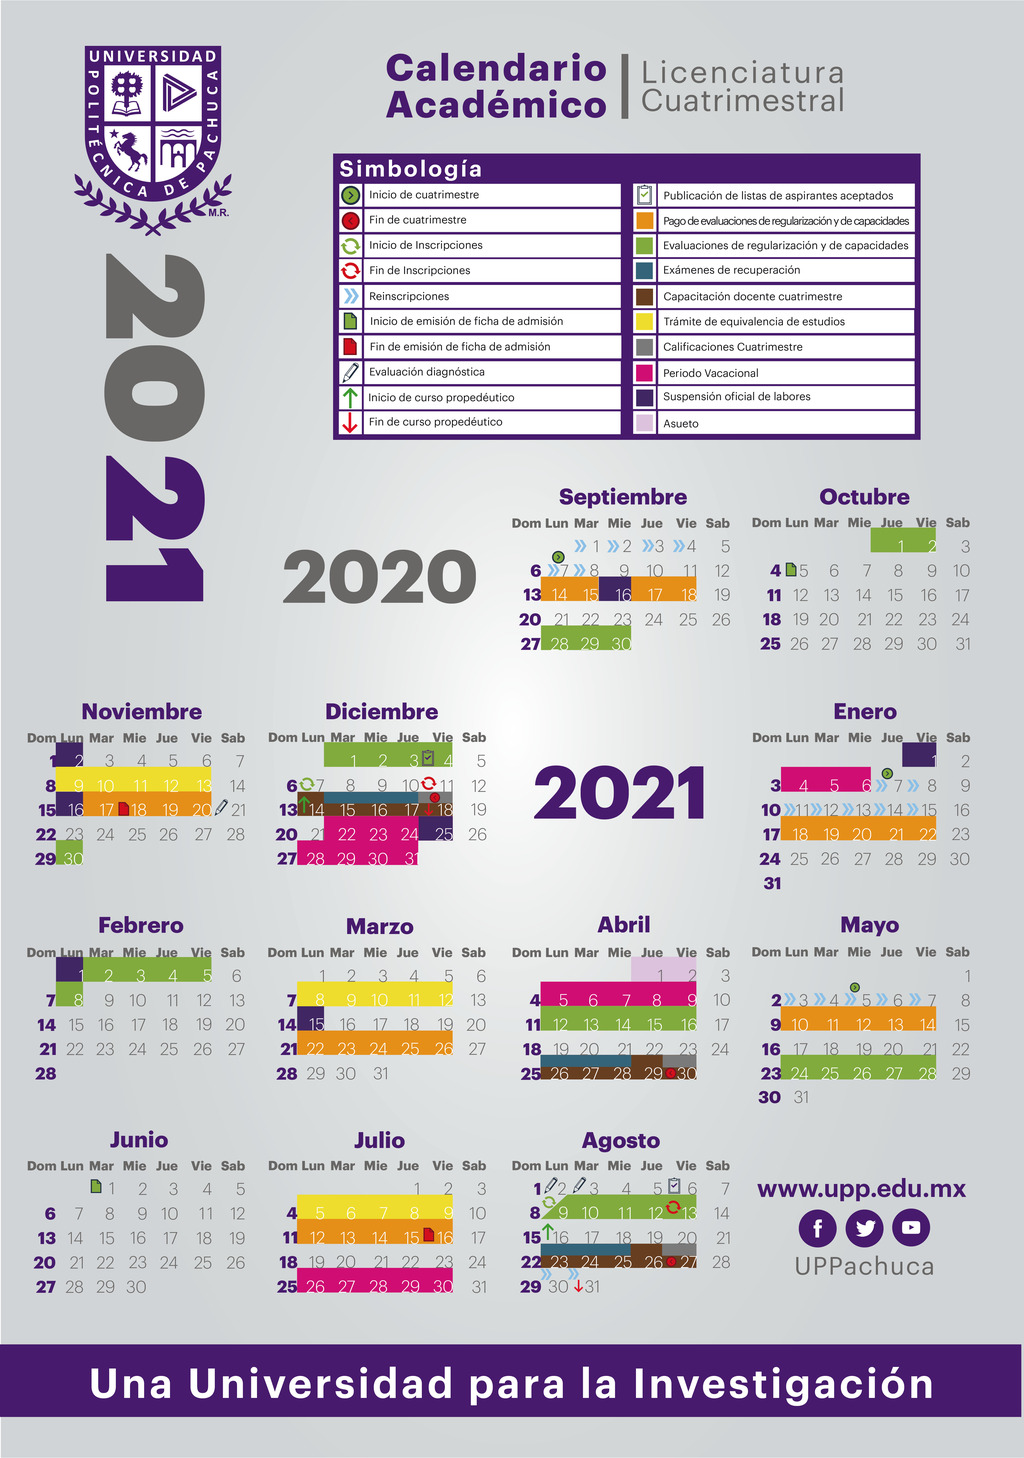 UNIVERSIDAD
POLITÉCNICA DE PACHUCA
M.R.
2021
Calendario
Académico
Licenciatura
Cuatrimestral
Simbología
Inicio de cuatrimestre
Fin de cuatrimestre
Inicio de Inscripciones
Fin de Inscripciones
Reinscripciones
Inicio de emisión de ficha de admisión
Fin de emisión de ficha de admisión
Evaluación diagnóstica
Inicio de curso propedéutico
Fin de curso propedéutico
Publicación de listas de aspirantes aceptados
Pago de evaluaciones de regularización y de capacidades
Evaluaciones de regularización y de capacidades
Exámenes de recuperación
Capacitación docente cuatrimestre
Trámite de equivalencia de estudios
Calificaciones Cuatrimestre
Periodo Vacacional
Suspensión oficial de labores
Asueto
2020
Septiembre
Dom Lun Mar Mie Jue Vie Sab
1 2 3 4 5
6 7 8 9 10 11 12
13 14 15 16 17 18 19
20 21 22 23 24 25 26
27 28 29 30
Octubre
Dom Lun Mar Mie Jue Vie Sab
1 2 3
4 5 6 7 8 9 10
11 12 13 14 15 16 17
18 19 20 21 22 23 24
25 26 27 28 29 30 31
Noviembre
Dom Lun Mar Mie Jue Vie Sab
1 2 3 4 5 6 7
8 9 10 11 12 13 14
15 16 17 18 19 20 21
22 23 24 25 26 27 28
29 30
Diciembre
Dom Lun Mar Mie Jue Vie Sab
1 2 3 4 5
6 7 8 9 10 11 12
13 14 15 16 17 18 19
20 21 22 23 24 25 26
27 28 29 30 31
2021
Enero
Dom Lun Mar Mie Jue Vie Sab
1 2
3 4 5 6 7 8 9
10 11 12 13 14 15 16
17 18 19 20 21 22 23
24 25 26 27 28 29 30
31
Febrero
Dom Lun Mar Mie Jue Vie Sab
1 2 3 4 5 6
7 8 9 10 11 12 13
14 15 16 17 18 19 20
21 22 23 24 25 26 27
28
Marzo
Dom Lun Mar Mie Jue Vie Sab
1 2 3 4 5 6
7 8 9 10 11 12 13
14 15 16 17 18 19 20
21 22 23 24 25 26 27
28 29 30 31
Abril
Dom Lun Mar Mie Jue Vie Sab
1 2 3
4 5 6 7 8 9 10
11 12 13 14 15 16 17
18 19 20 21 22 23 24
25 26 27 28 29 30
Mayo
Dom Lun Mar Mie Jue Vie Sab
1
2 3 4 5 6 7 8
9 10 11 12 13 14 15
16 17 18 19 20 21 22
23 24 25 26 27 28 29
30 31
Junio
Dom Lun Mar Mie Jue Vie Sab
1 2 3 4 5
6 7 8 9 10 11 12
13 14 15 16 17 18 19
20 21 22 23 24 25 26
27 28 29 30
Julio
Dom Lun Mar Mie Jue Vie Sab
1 2 3
4 5 6 7 8 9 10
11 12 13 14 15 16 17
18 19 20 21 22 23 24
25 26 27 28 29 30 31
Agosto
Dom Lun Mar Mie Jue Vie Sab
1 2 3 4 5 6 7
8 9 10 11 12 13 14
15 16 17 18 19 20 21
22 23 24 25 26 27 28
29 30 31
www.upp.edu.mx
UPPachuca
Una Universidad para la Investigación